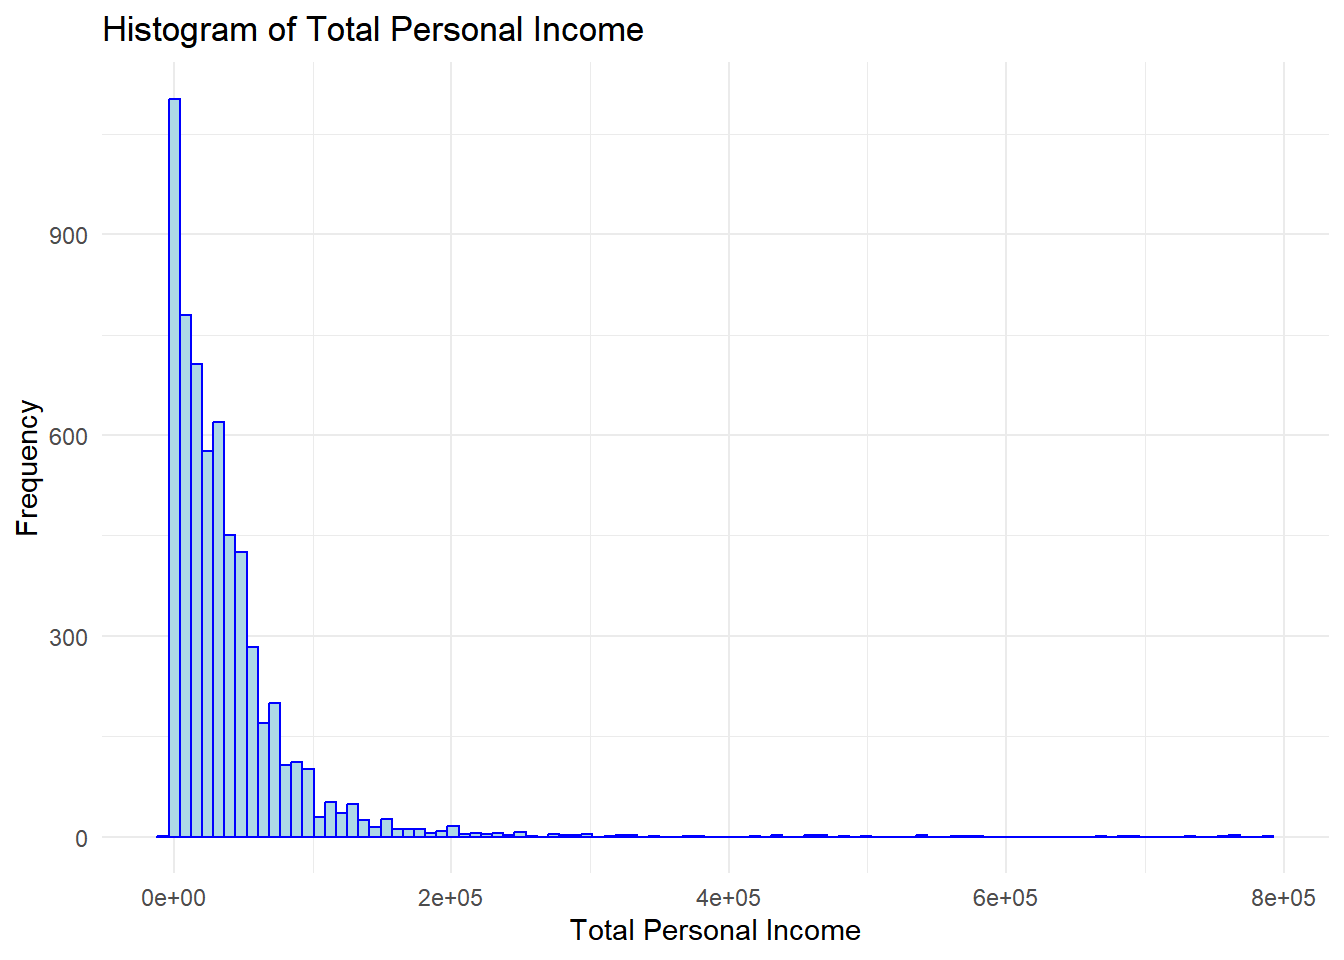 Histogram of Total Personal Income
Frequency
900
600
300
0
0e+00 2e+05 4e+05 6e+05 8e+05
Total Personal Income